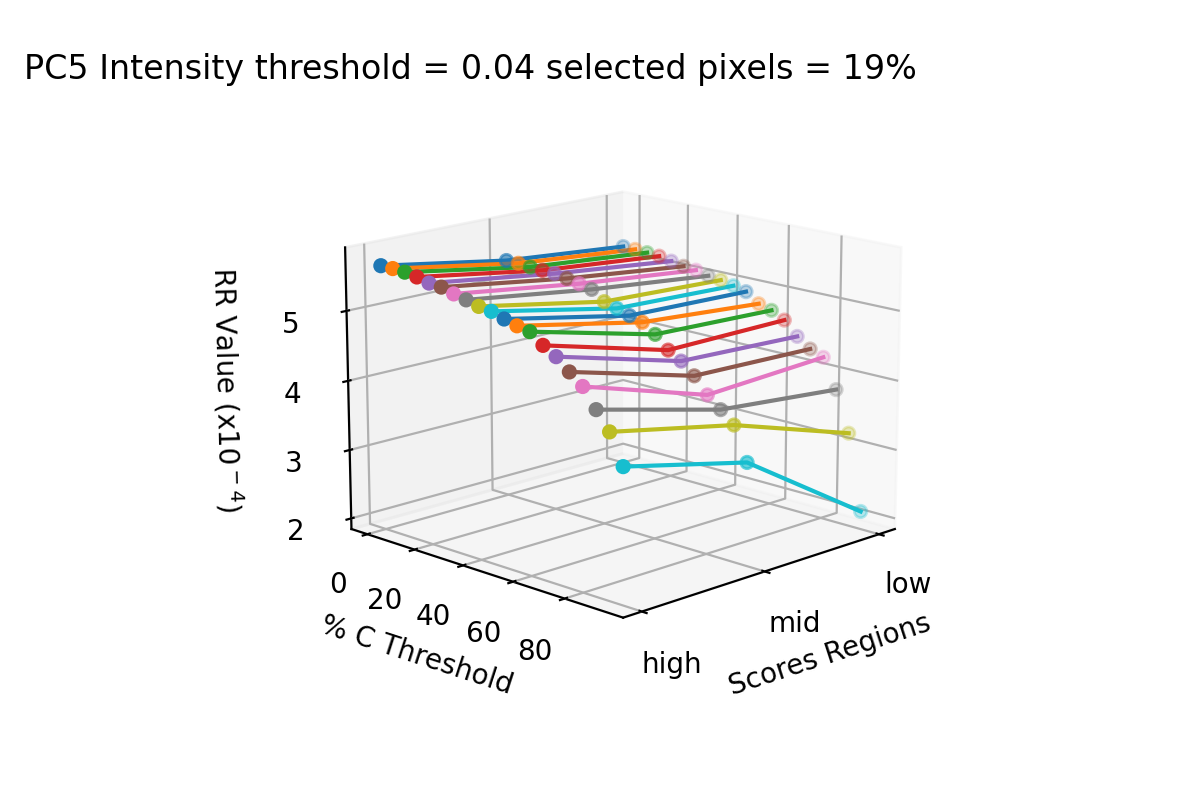 PC5 Intensity threshold = 0.04 selected pixels = 19%
RR Value (x10⁻⁴)
5
4
3
2
0
20
40
60
80
% C Threshold
high
mid
low
Scores Regions